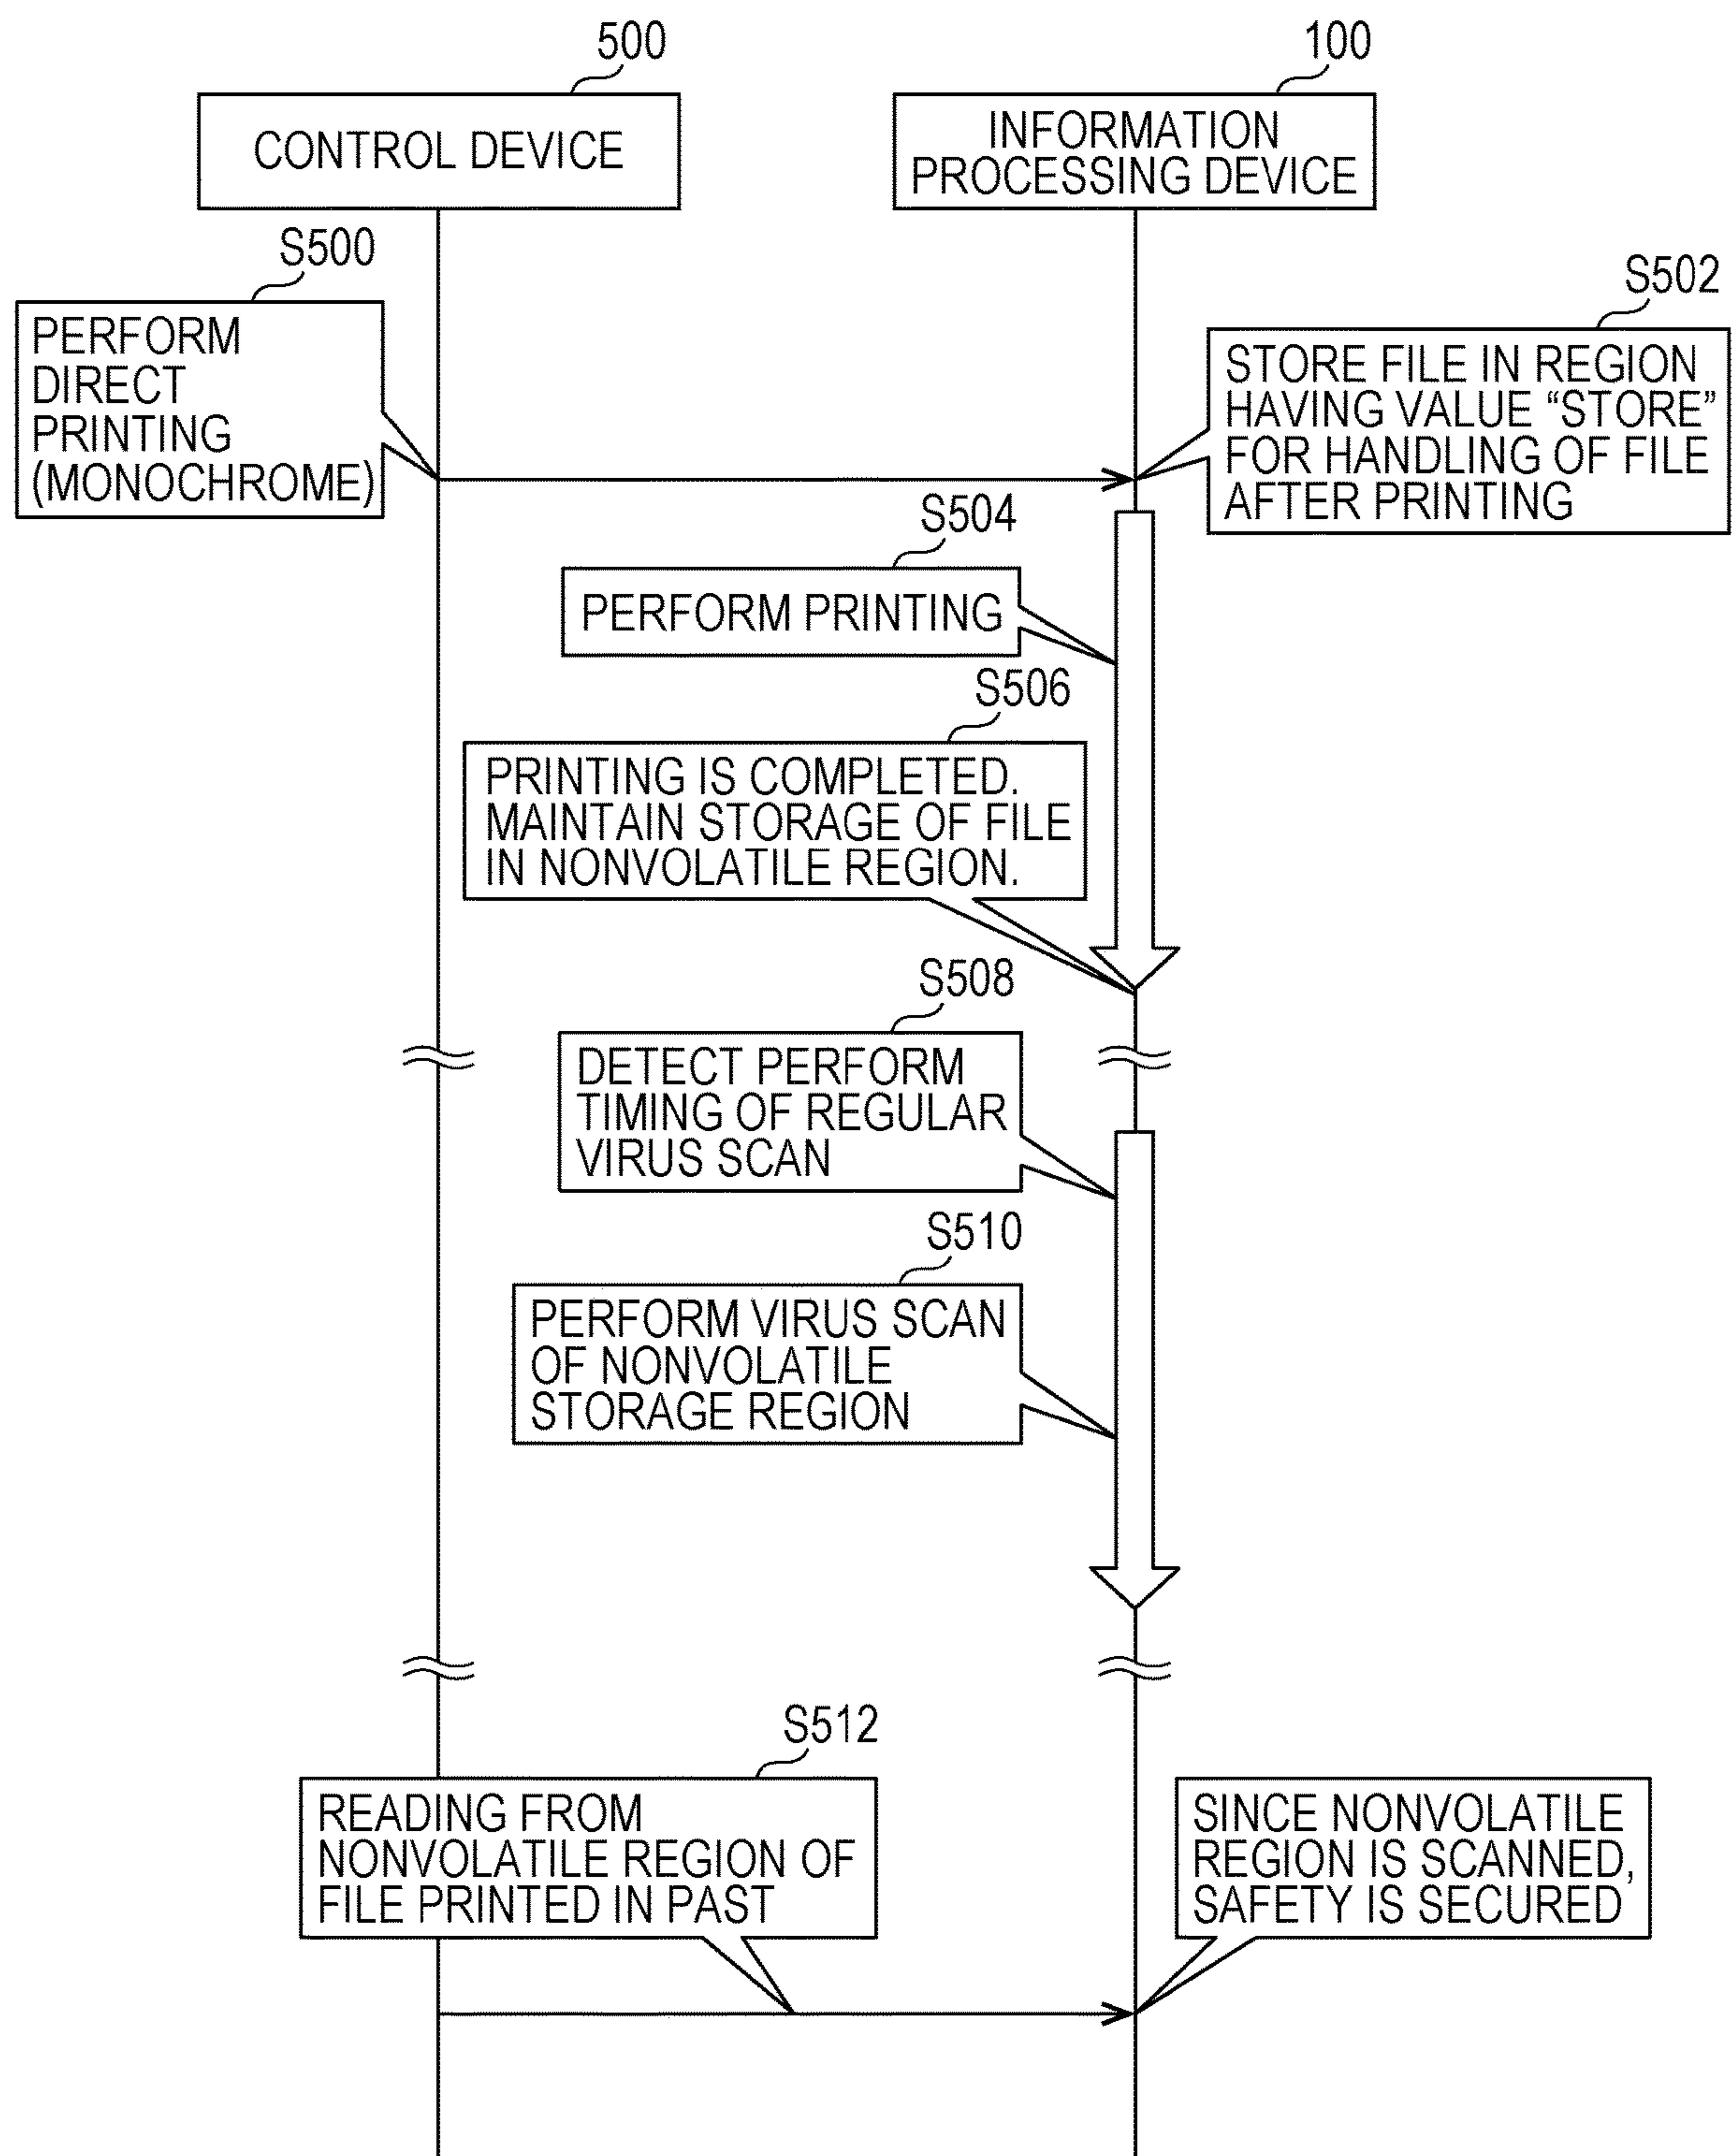 500
CONTROL DEVICE
100
INFORMATION
PROCESSING DEVICE
S500
PERFORM
DIRECT
PRINTING
(MONOCHROME)
S502
STORE FILE IN REGION
HAVING VALUE “STORE”
FOR HANDLING OF FILE
AFTER PRINTING
S504
PERFORM PRINTING
S506
PRINTING IS COMPLETED.
MAINTAIN STORAGE OF FILE
IN NONVOLATILE REGION.
S508
DETECT PERFORM
TIMING OF REGULAR
VIRUS SCAN
S510
PERFORM VIRUS SCAN
OF NONVOLATILE
STORAGE REGION
S512
READING FROM
NONVOLATILE REGION OF
FILE PRINTED IN PAST
SINCE NONVOLATILE
REGION IS SCANNED,
SAFETY IS SECURED